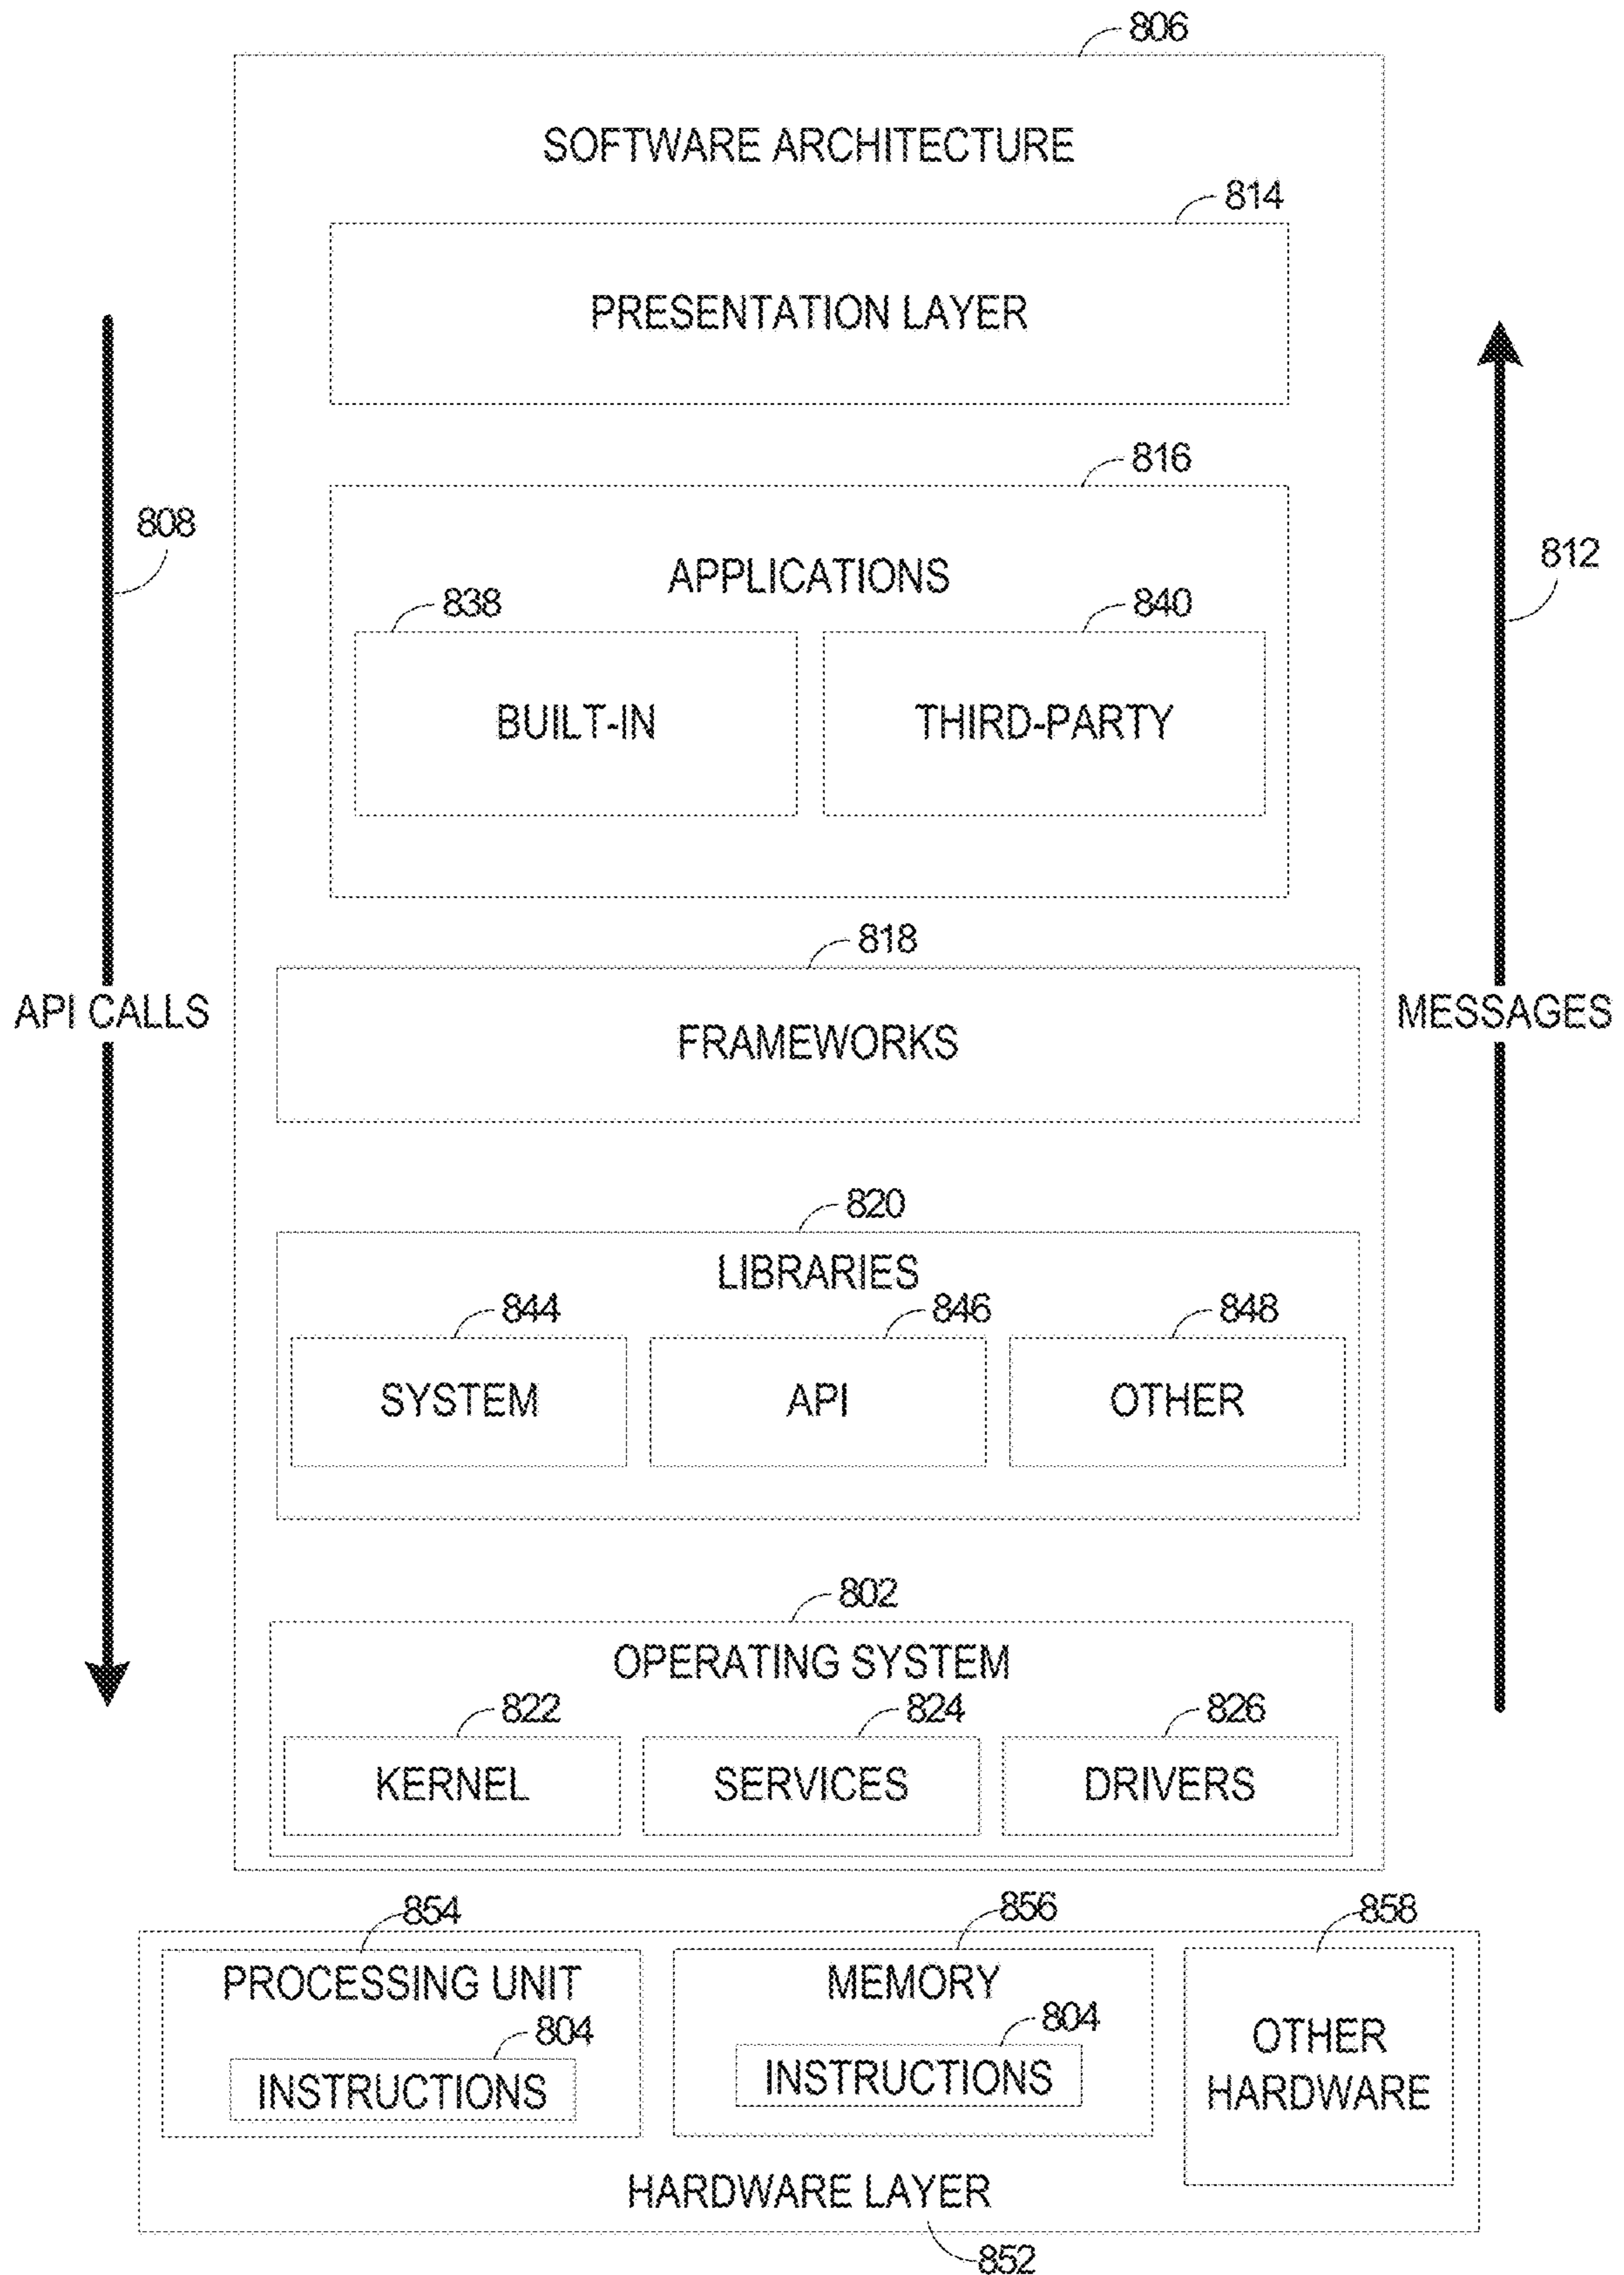 806
SOFTWARE ARCHITECTURE
814
PRESENTATION LAYER
816
808
812
APPLICATIONS
838
840
BUILT-IN
THIRD-PARTY
818
API CALLS
MESSAGES
FRAMEWORKS
820
LIBRARIES
844
846
848
SYSTEM
API
OTHER
802
OPERATING SYSTEM
822
824
826
KERNEL
SERVICES
DRIVERS
854
856
858
PROCESSING UNIT
MEMORY
804
804
OTHER
HARDWARE
INSTRUCTIONS
INSTRUCTIONS
HARDWARE LAYER
852